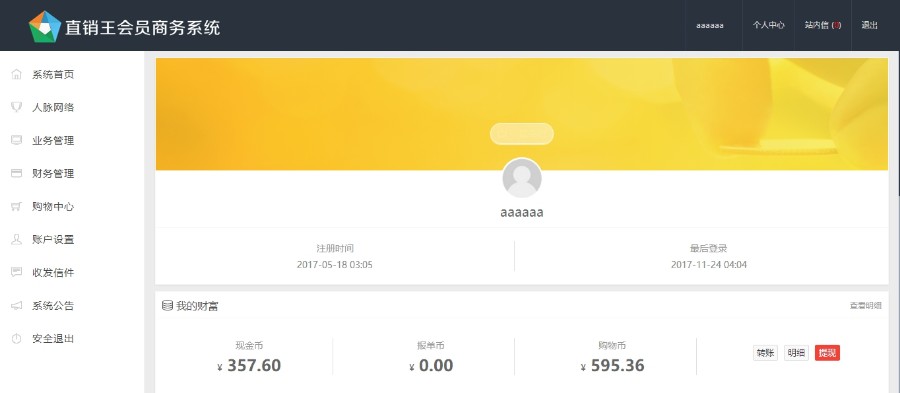 直销王会员商务系统
aaaaaa 个人中心 站内信 (0) 退出
系统首页
人脉网络
业务管理
财务管理
购物中心
账户设置
收发信件
系统公告
安全退出
aaaaaa
注册时间 最后登录
2017-05-18 03:05 2017-11-24 04:04
我的财富 查看明细
现金币 报单币 购物币
¥ 357.60 ¥ 0.00 ¥ 595.36
转账 明细 提现